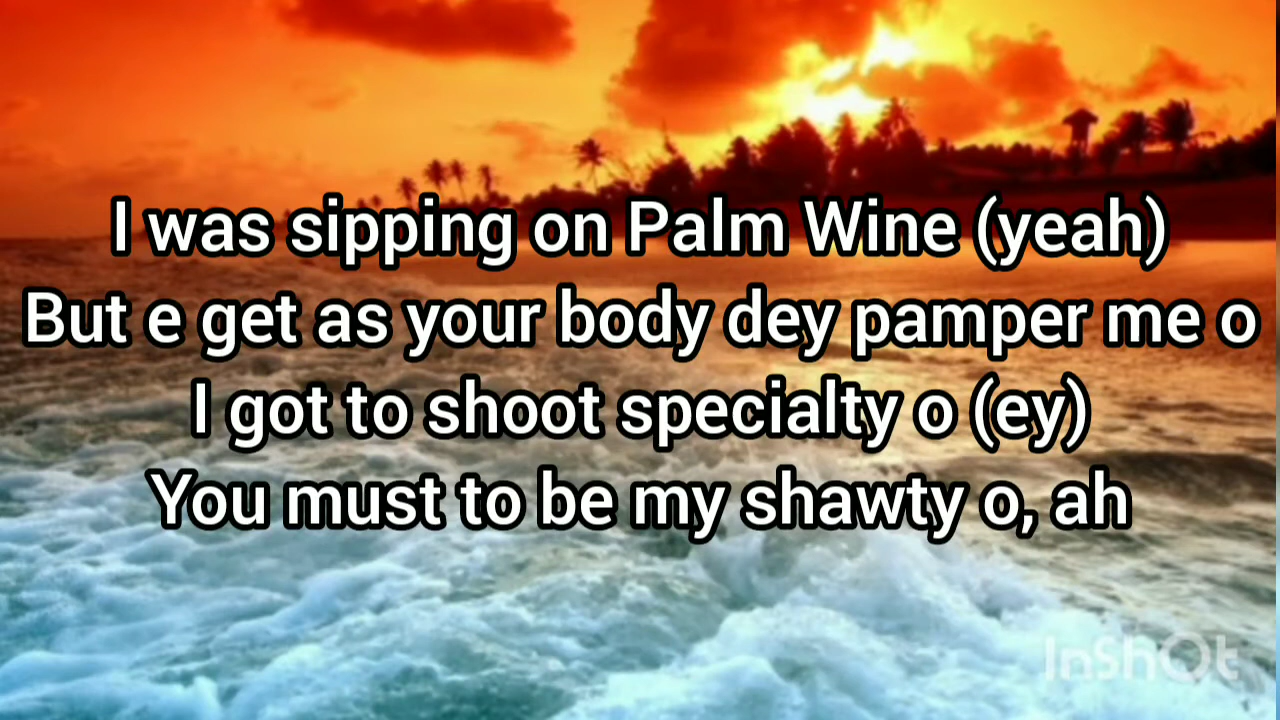 I was sipping on Palm Wine (yeah)
But e get as your body dey pamper me o
I got to shoot specialty o (ey)
You must to be my shawty o, ah
InShOt